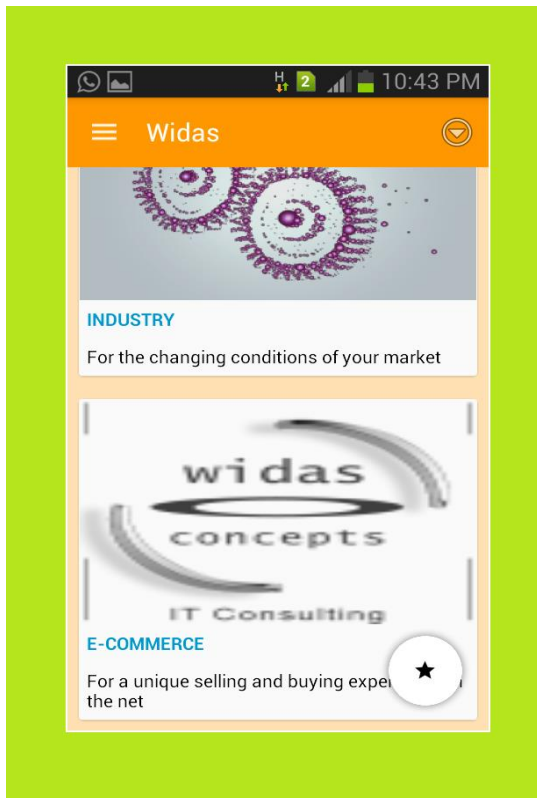 H 2 10:43 PM
Widas
INDUSTRY
For the changing conditions of your market
widas
concepts
IT Consulting
E-COMMERCE
For a unique selling and buying
the net